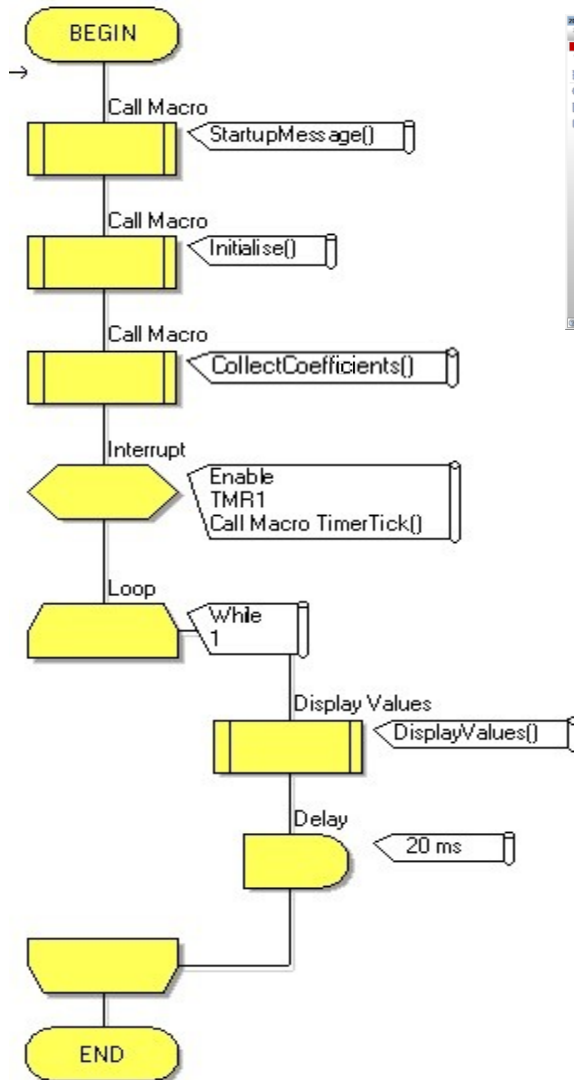 BEGIN
Call Macro
StartupMessage()
Call Macro
Initialise()
Call Macro
CollectCoefficients()
Interrupt
Enable
TMR1
Call Macro TimerTick()
Loop
While
1
Display Values
DisplayValues()
Delay
20 ms
END